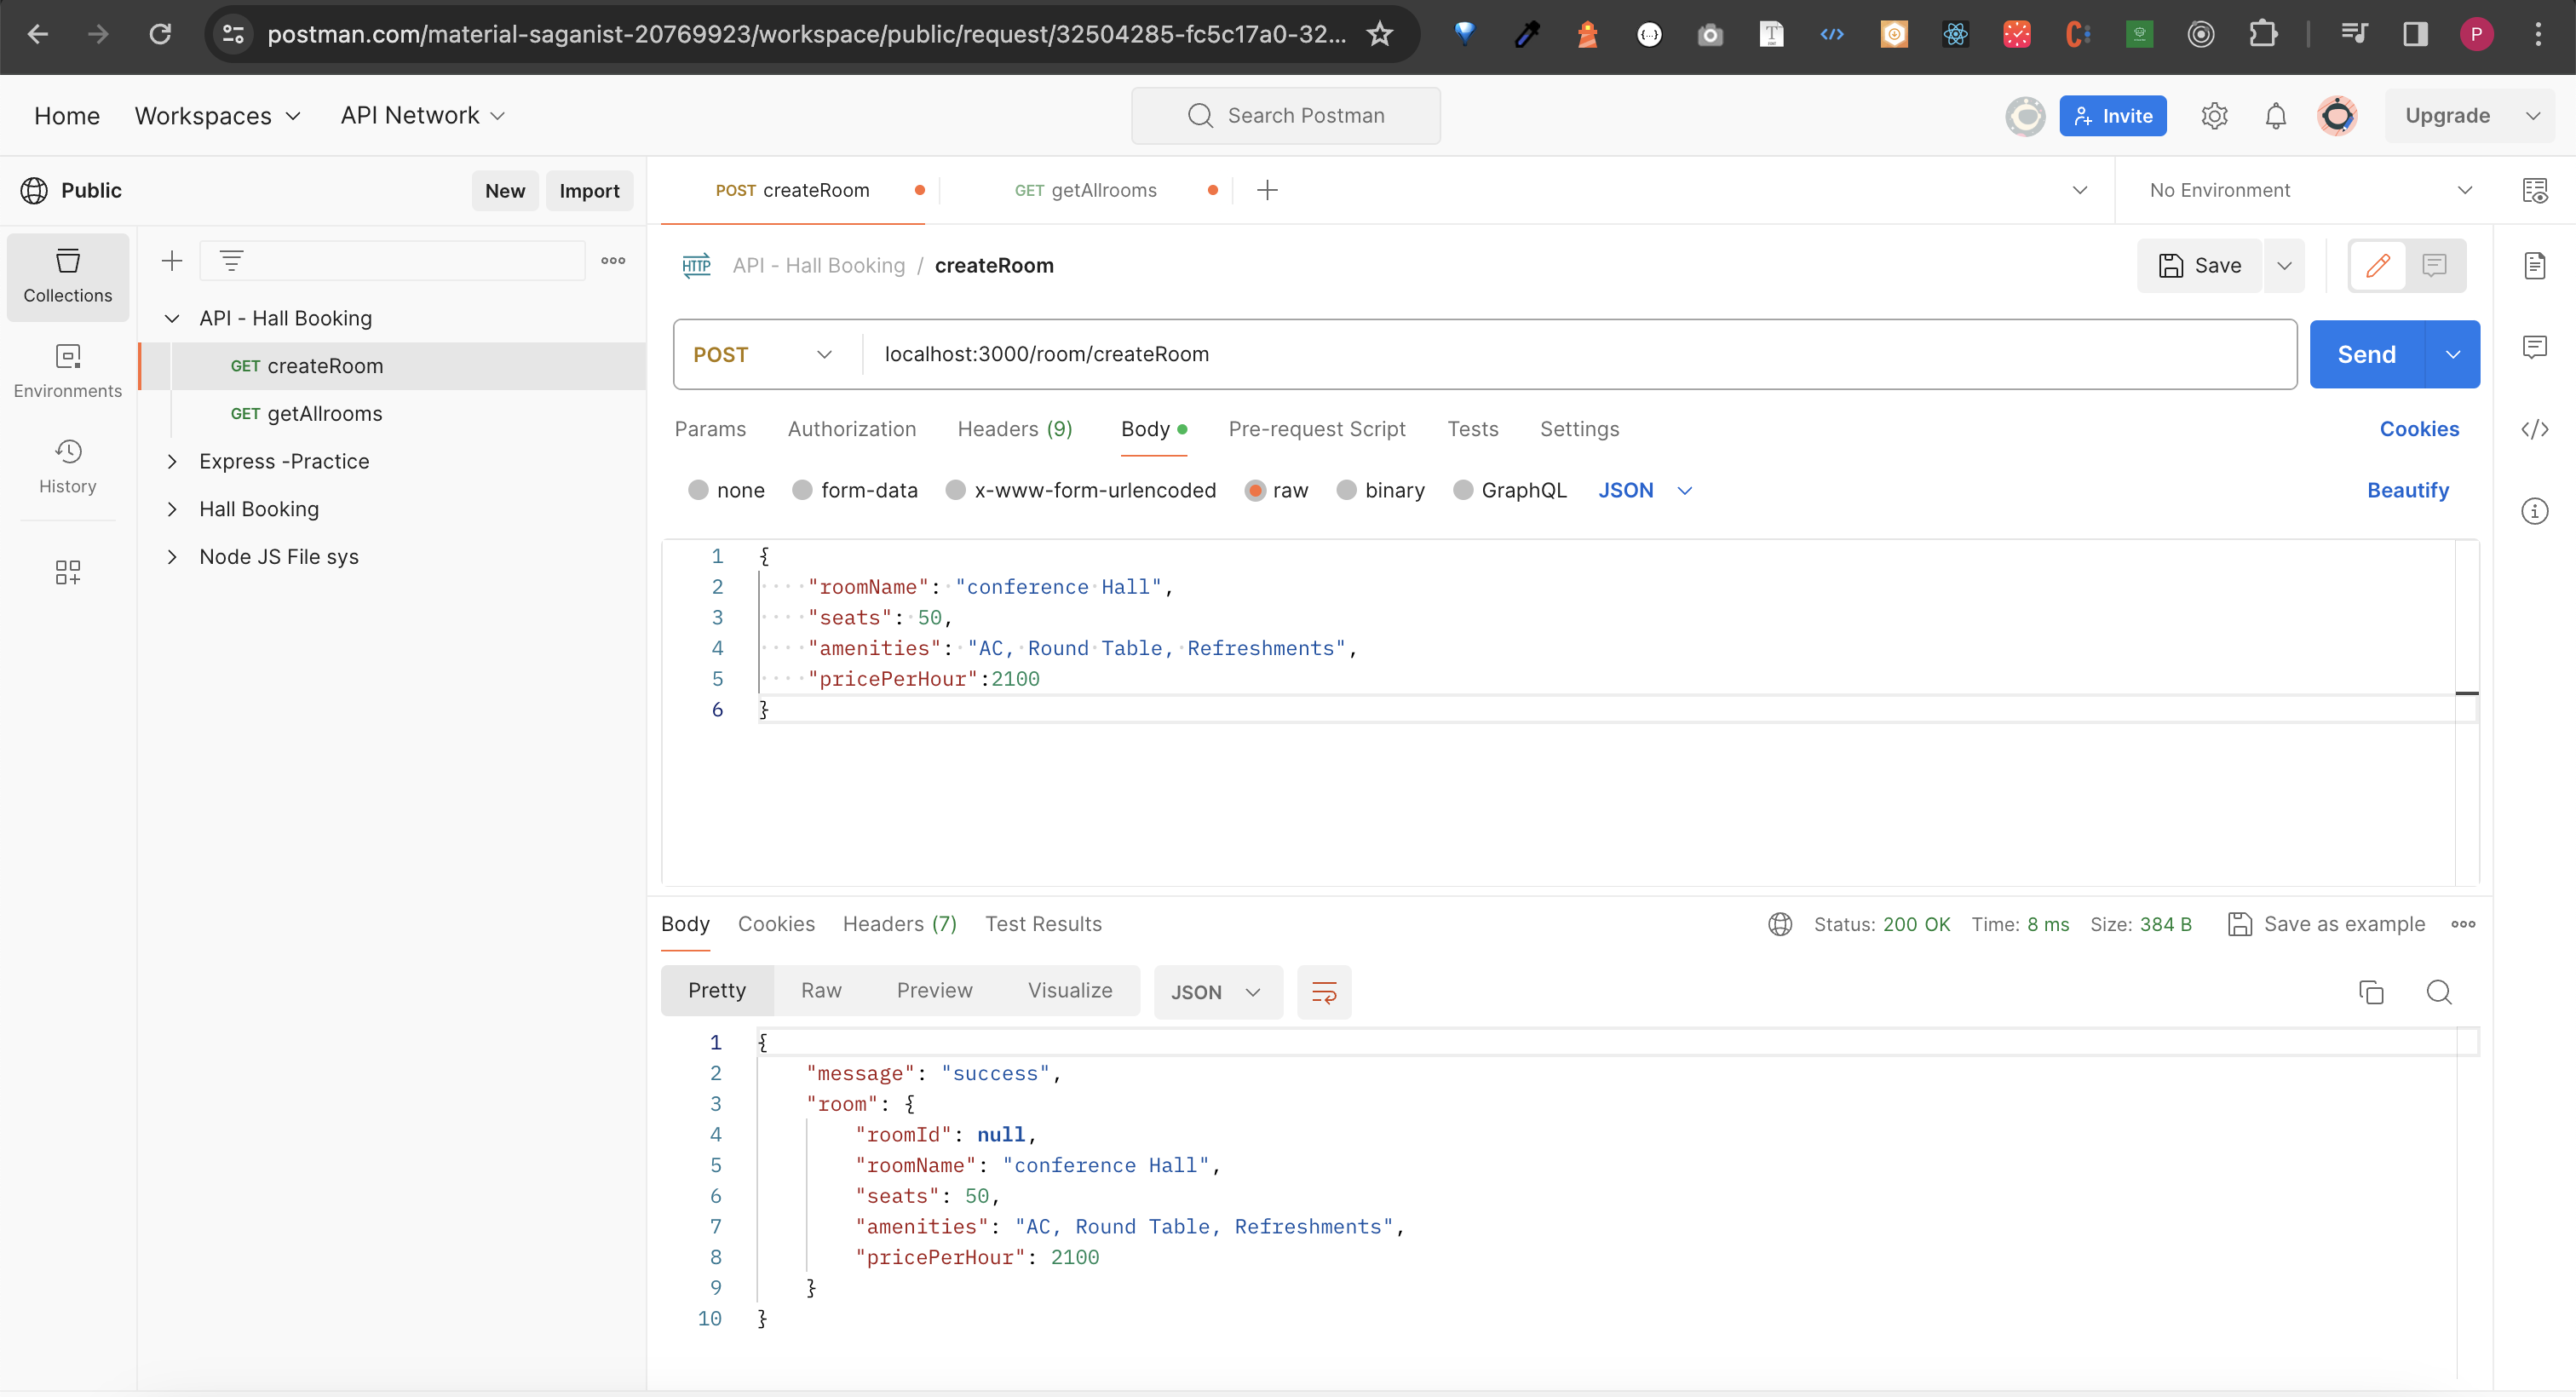 postman.com/material-saganist-20769923/workspace/public/request/32504285-fc5c17a0-32...
P
Home Workspaces API Network Search Postman Invite Upgrade
Public New Import POST createRoom GET getAllrooms No Environment
Collections
Environments
History
API - Hall Booking
GET createRoom
GET getAllrooms
Express -Practice
Hall Booking
Node JS File sys
HTTP API - Hall Booking / createRoom Save
POST localhost:3000/room/createRoom Send
Params Authorization Headers (9) Body Pre-request Script Tests Settings Cookies
none form-data x-www-form-urlencoded raw binary GraphQL JSON Beautify
1 {
2 "roomName": "conference Hall",
3 "seats": 50,
4 "amenities": "AC, Round Table, Refreshments",
5 "pricePerHour":2100
6 }
Body Cookies Headers (7) Test Results Status: 200 OK Time: 8 ms Size: 384 B Save as example
Pretty Raw Preview Visualize JSON
1 {
2 "message": "success",
3 "room": {
4 "roomId": null,
5 "roomName": "conference Hall",
6 "seats": 50,
7 "amenities": "AC, Round Table, Refreshments",
8 "pricePerHour": 2100
9 }
10 }